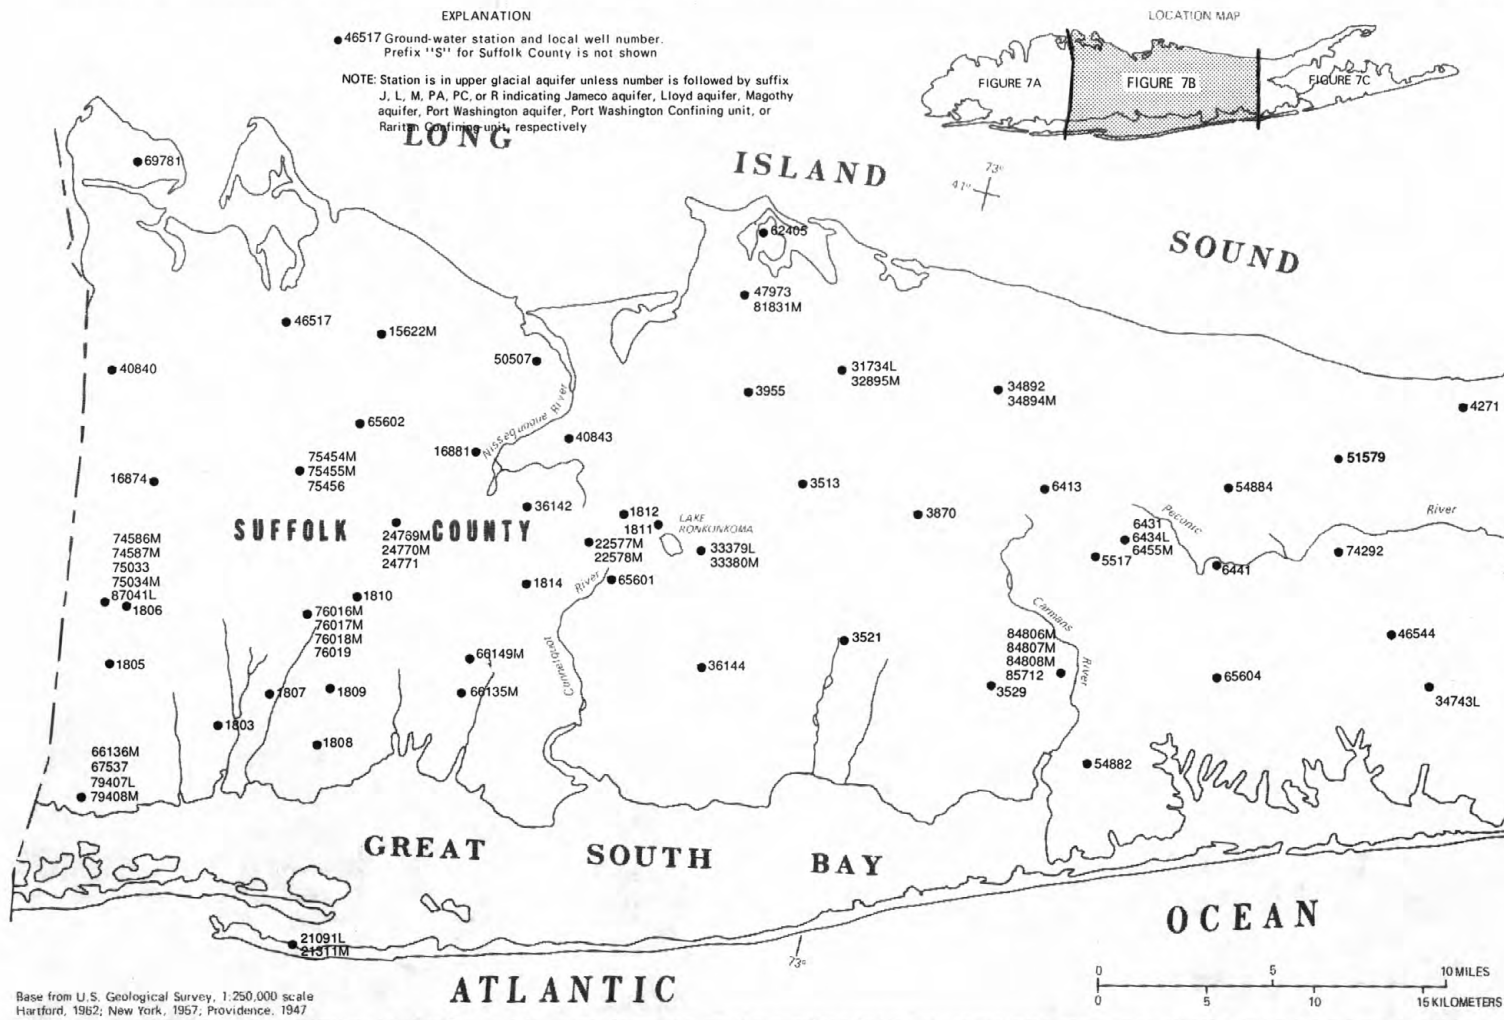 EXPLANATION
46517 Ground-water station and local well number.
Prefix "S" for Suffolk County is not shown
NOTE: Station is in upper glacial aquifer unless number is followed by suffix
J, L, M, PA, PC, or R indicating Jameco aquifer, Lloyd aquifer, Magothy
aquifer, Port Washington aquifer, Port Washington Confining unit, or
Raritan Confining unit, respectively
LOCATION MAP
FIGURE 7A
FIGURE 7B
FIGURE 7C
LONG
ISLAND
SOUND
73°
41°
69781
62405
47973
81831M
46517
15622M
50507
40840
31734L
32895M
3955
34892
34894M
4271
65602
Nissequogue River
16881
40843
75454M
75455M
75456
16874
51579
3513
6413
54884
36142
1812
1811
LAKE
RONKONKOMA
3870
Peconic
River
SUFFOLK COUNTY
24769M
24770M
24771
22577M
22578M
33379L
33380M
6431
6434L
6455M
5517
6441
74292
74586M
74587M
75033
75034M
87041L
1806
1814
River
65601
1810
76016M
76017M
76018M
76019
Carmans
River
1805
66149M
66135M
Connetquot
36144
3521
84806M
84807M
84808M
85712
3529
46544
65604
34743L
1807
1809
1803
1808
66136M
67537
79407L
79408M
54882
GREAT SOUTH BAY
OCEAN
21091L
21311M
73°
ATLANTIC
0 5 10 MILES
0 5 10 15 KILOMETERS
Base from U.S. Geological Survey, 1:250,000 scale
Hartford, 1962; New York, 1957; Providence, 1947